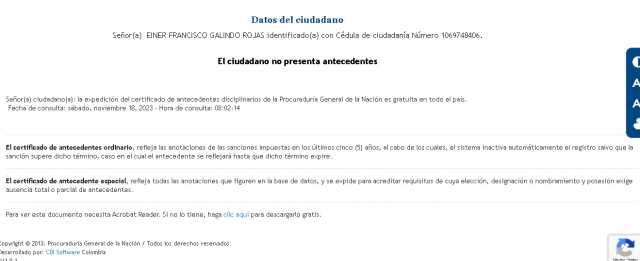 Datos del ciudadano
Señor(a) EINER FRANCISCO GALINDO ROJAS identificado(a) con Cédula de ciudadanía Número 1069748406.
El ciudadano no presenta antecedentes
Señor(a) ciudadano(a): la expedición del certificado de antecedentes disciplinarios de la Procuraduría General de la Nación es gratuita en todo el país.
Fecha de consulta: sábado, noviembre 18, 2023 - Hora de consulta: 08:02:14
El certificado de antecedentes ordinario, refleja las anotaciones de las sanciones impuestas en los últimos cinco (5) años, al cabo de los cuales, el sistema inactiva automáticamente el registro salvo que la
sanción supere dicho término, caso en el cual el antecedente se reflejará hasta que dicho término expire.
El certificado de antecedente especial, refleja todas las anotaciones que figuren en la base de datos, y se expide para acreditar requisitos de cuya elección, designación o nombramiento y posesión exige
ausencia total o parcial de antecedentes.
Para ver este documento necesita Acrobat Reader. Si no lo tiene, haga clic aquí para descargarlo gratis.
Copyright © 2013. Procuraduría General de la Nación / Todos los derechos reservados
Desarrollado por: CDI Software Colombia